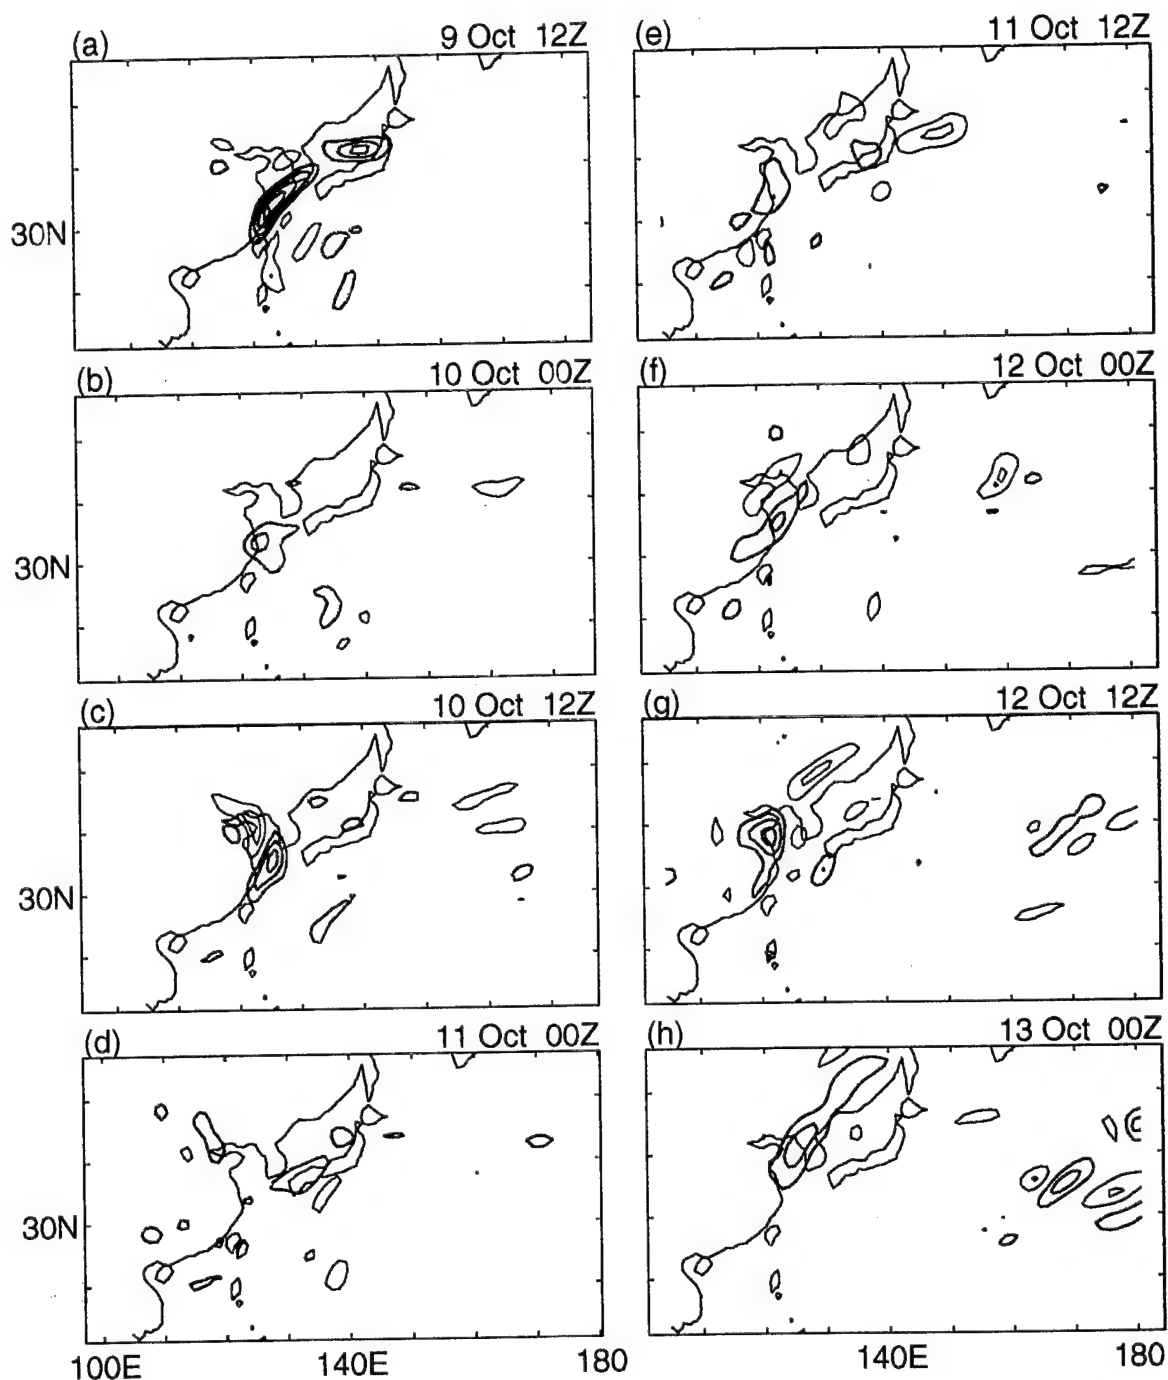 (a) 9 Oct 12Z
30N
(b) 10 Oct 00Z
30N
(c) 10 Oct 12Z
30N
(d) 11 Oct 00Z
30N
100E 140E 180
(e) 11 Oct 12Z
(f) 12 Oct 00Z
(g) 12 Oct 12Z
(h) 13 Oct 00Z
140E 180